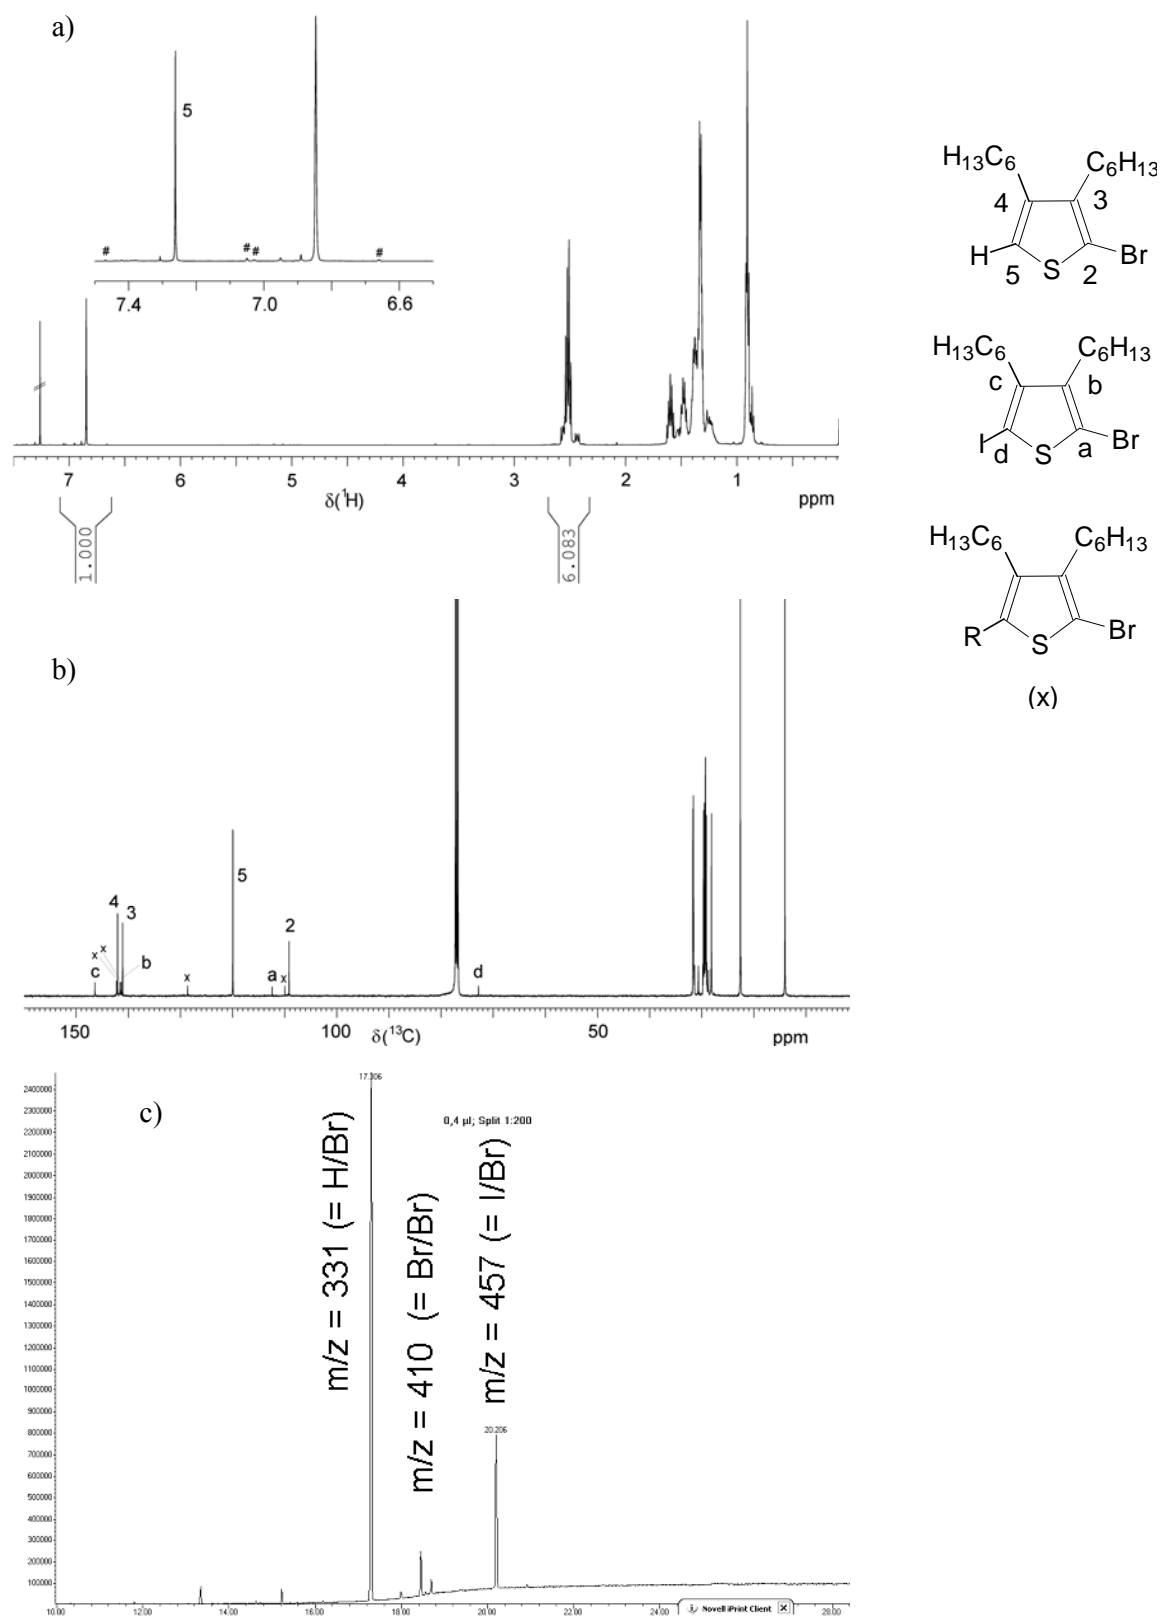 a)
5
# # # #
7.4 7.0 6.6
7 6 5 4 3 2 1
δ(¹H) ppm
1.000 6.083
H₁₃C₆ C₆H₁₃
4 3
H S Br
5 2
H₁₃C₆ C₆H₁₃
c b
I S Br
d a
H₁₃C₆ C₆H₁₃
R S Br
(x)
b)
5
4
3
2
x x
c b x a x d
150 100 50
δ(¹³C) ppm
c)
17.306
0,4 µl; Split 1:200
m/z = 331 (= H/Br)
m/z = 410 (= Br/Br)
m/z = 457 (= I/Br)
20.206
2400000
2300000
2200000
2100000
2000000
1900000
1800000
1700000
1600000
1500000
1400000
1300000
1200000
1100000
1000000
900000
800000
700000
600000
500000
400000
300000
200000
100000
10.00 12.00 14.00 16.00 18.00 20.00 22.00 24.00 28.00
Novell iPrint Client